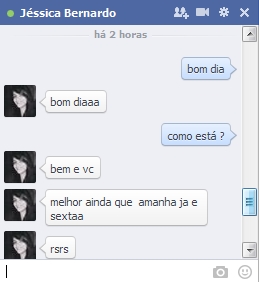 Jéssica Bernardo
há 2 horas
bom dia
bom diaaa
como está ?
bem e vc
melhor ainda que amanha ja e
sextaa
rsrs